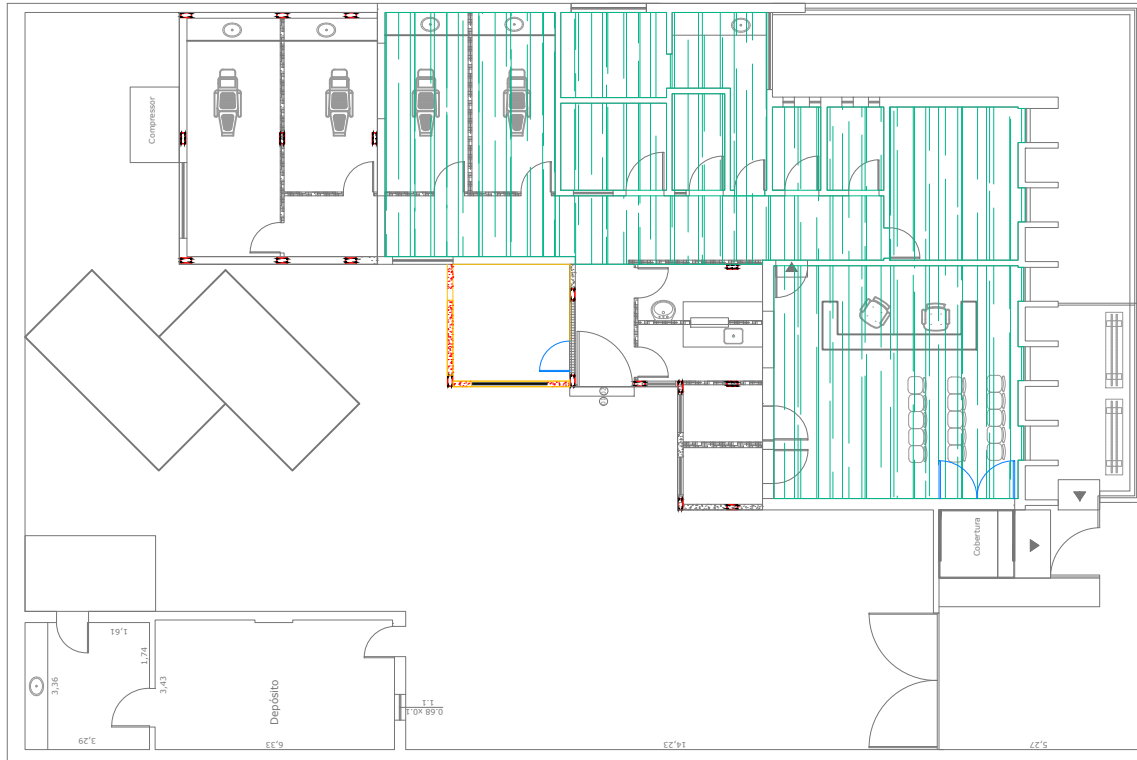 Compressor
Cobertura
1,61
1,74
3,36
3,43
Depósito
0.68 x0.1
1.1
3,29
6,33
14,23
5,27